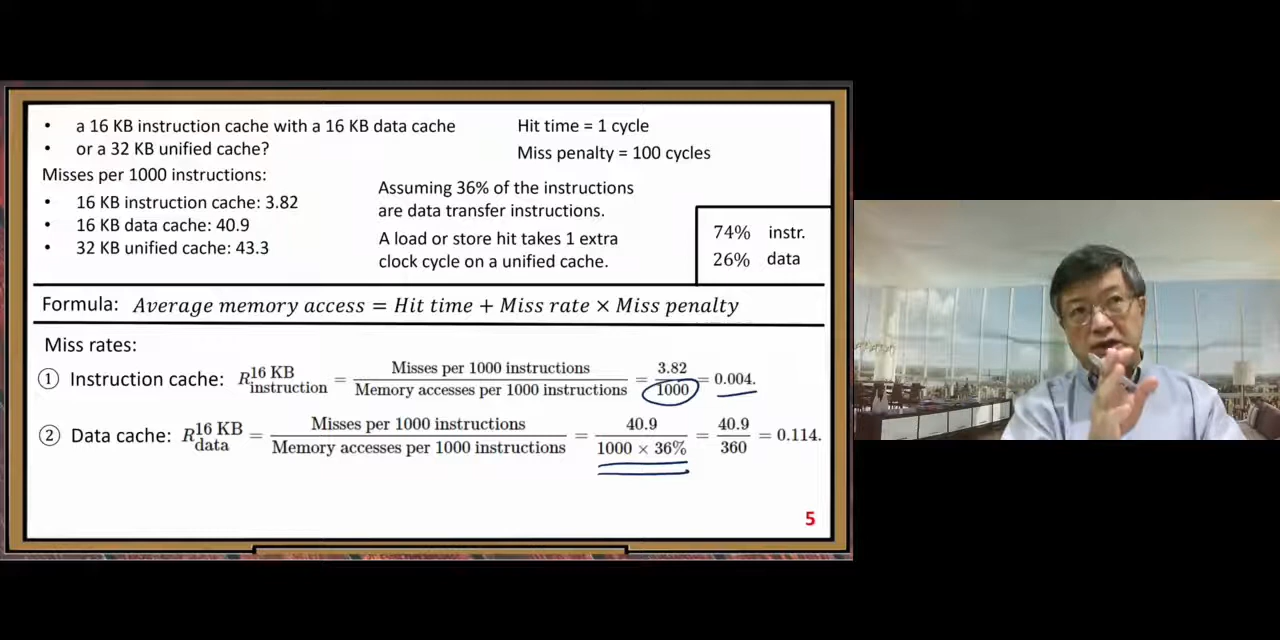 • a 16 KB instruction cache with a 16 KB data cache
• or a 32 KB unified cache?
Misses per 1000 instructions:
• 16 KB instruction cache: 3.82
• 16 KB data cache: 40.9
• 32 KB unified cache: 43.3
Hit time = 1 cycle
Miss penalty = 100 cycles
Assuming 36% of the instructions
are data transfer instructions.
A load or store hit takes 1 extra
clock cycle on a unified cache.
74% instr.
26% data
Formula: Average memory access = Hit time + Miss rate × Miss penalty
Miss rates:
① Instruction cache: R^{16 KB}_{instruction} = Misses per 1000 instructions / Memory accesses per 1000 instructions = 3.82 / 1000 = 0.004.
② Data cache: R^{16 KB}_{data} = Misses per 1000 instructions / Memory accesses per 1000 instructions = 40.9 / 1000 × 36% = 40.9 / 360 = 0.114.
5